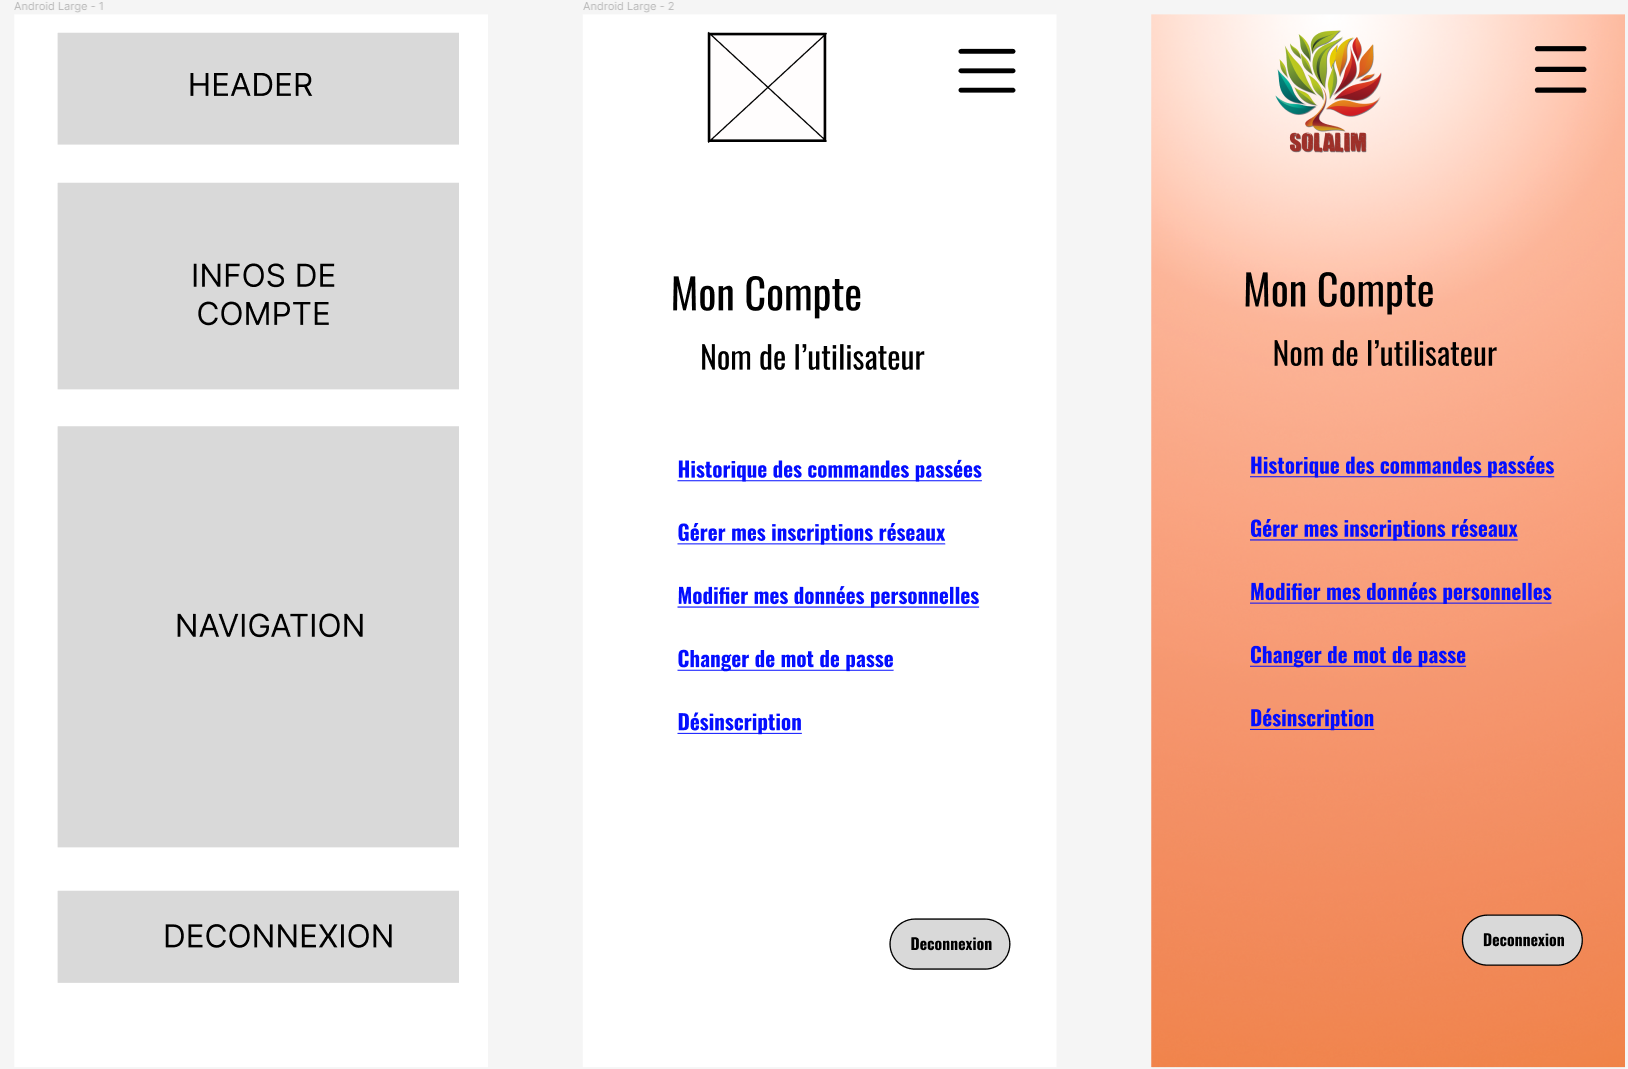 Android Large - 1
HEADER
INFOS DE
COMPTE
NAVIGATION
DECONNEXION
Android Large - 2
Mon Compte
Nom de l’utilisateur
Historique des commandes passées
Gérer mes inscriptions réseaux
Modifier mes données personnelles
Changer de mot de passe
Désinscription
Deconnexion
SOLALIM
Mon Compte
Nom de l’utilisateur
Historique des commandes passées
Gérer mes inscriptions réseaux
Modifier mes données personnelles
Changer de mot de passe
Désinscription
Deconnexion